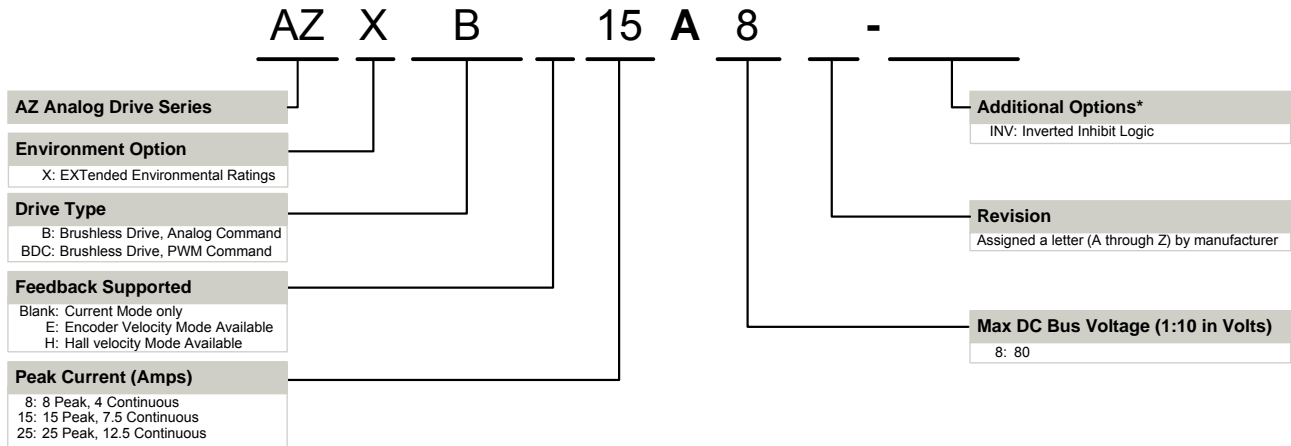 AZ X B 15 A 8 -
AZ Analog Drive Series
Environment Option
X: EXTended Environmental Ratings
Drive Type
B: Brushless Drive, Analog Command
BDC: Brushless Drive, PWM Command
Feedback Supported
Blank: Current Mode only
E: Encoder Velocity Mode Available
H: Hall velocity Mode Available
Peak Current (Amps)
8: 8 Peak, 4 Continuous
15: 15 Peak, 7.5 Continuous
25: 25 Peak, 12.5 Continuous
Additional Options*
INV: Inverted Inhibit Logic
Revision
Assigned a letter (A through Z) by manufacturer
Max DC Bus Voltage (1:10 in Volts)
8: 80